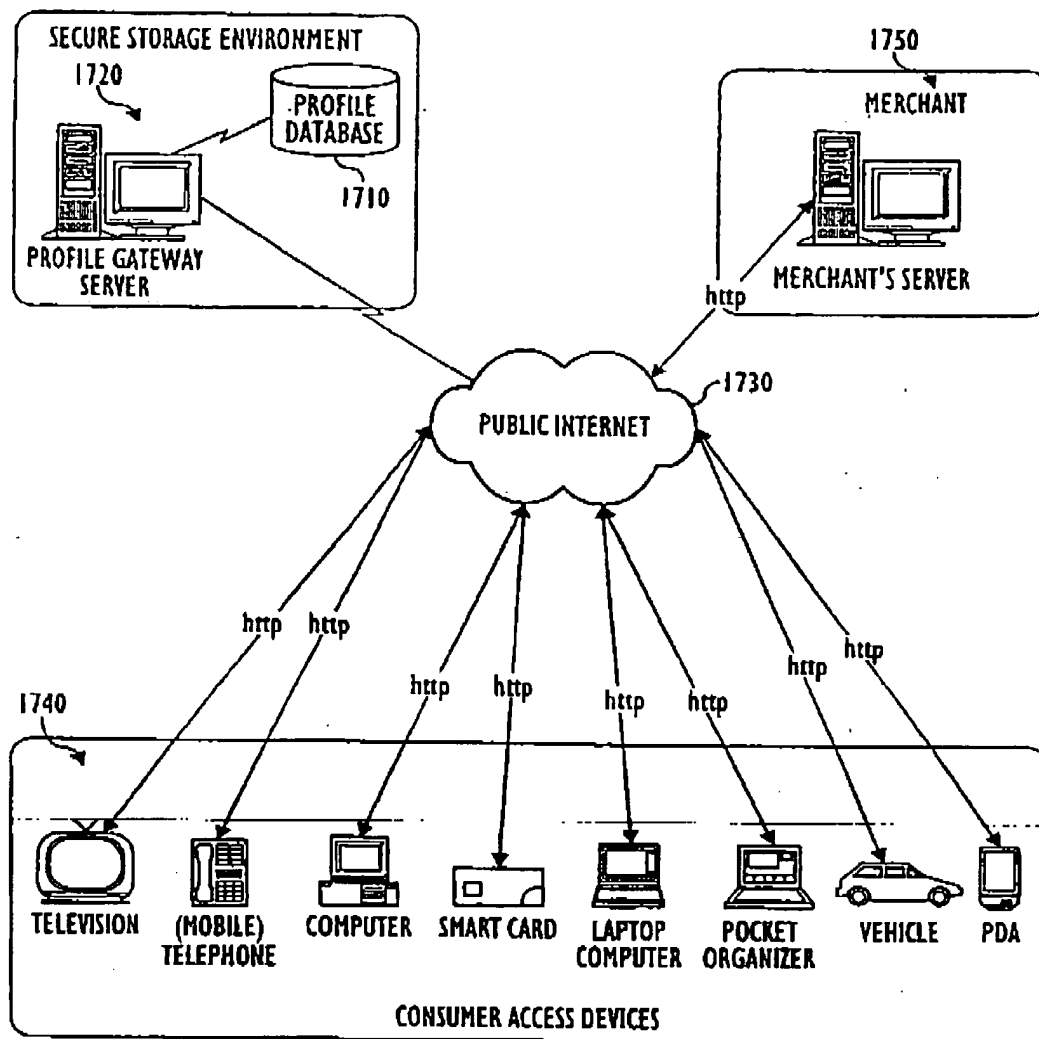 SECURE STORAGE ENVIRONMENT
1720
PROFILE
DATABASE
1710
PROFILE GATEWAY
SERVER
1750
MERCHANT
MERCHANT'S SERVER
http
1730
PUBLIC INTERNET
http
http
http
http
http
http
http
http
1740
TELEVISION
(MOBILE)
TELEPHONE
COMPUTER
SMART CARD
LAPTOP
COMPUTER
POCKET
ORGANIZER
VEHICLE
PDA
CONSUMER ACCESS DEVICES